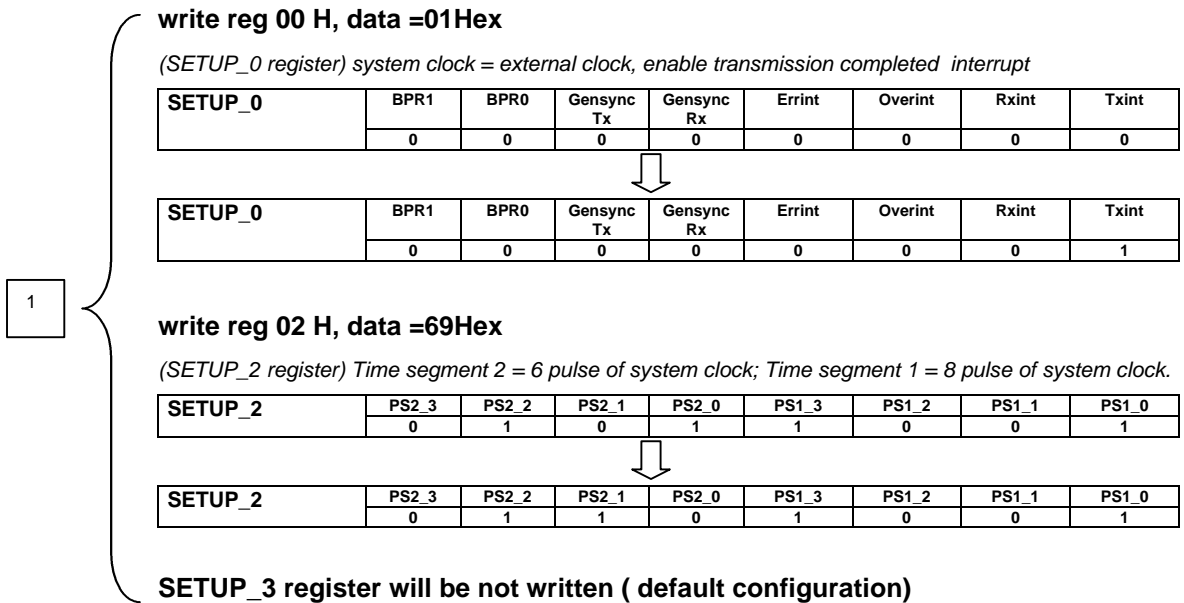 write reg 00 H, data =01Hex
(SETUP_0 register) system clock = external clock, enable transmission completed interrupt
SETUP_0 BPR1 BPR0 Gensync Tx Gensync Rx Errint Overint Rxint Txint
0 0 0 0 0 0 0 0
SETUP_0 BPR1 BPR0 Gensync Tx Gensync Rx Errint Overint Rxint Txint
0 0 0 0 0 0 0 1
1
write reg 02 H, data =69Hex
(SETUP_2 register) Time segment 2 = 6 pulse of system clock; Time segment 1 = 8 pulse of system clock.
SETUP_2 PS2_3 PS2_2 PS2_1 PS2_0 PS1_3 PS1_2 PS1_1 PS1_0
0 1 0 1 1 0 0 1
SETUP_2 PS2_3 PS2_2 PS2_1 PS2_0 PS1_3 PS1_2 PS1_1 PS1_0
0 1 1 0 1 0 0 1
SETUP_3 register will be not written ( default configuration)